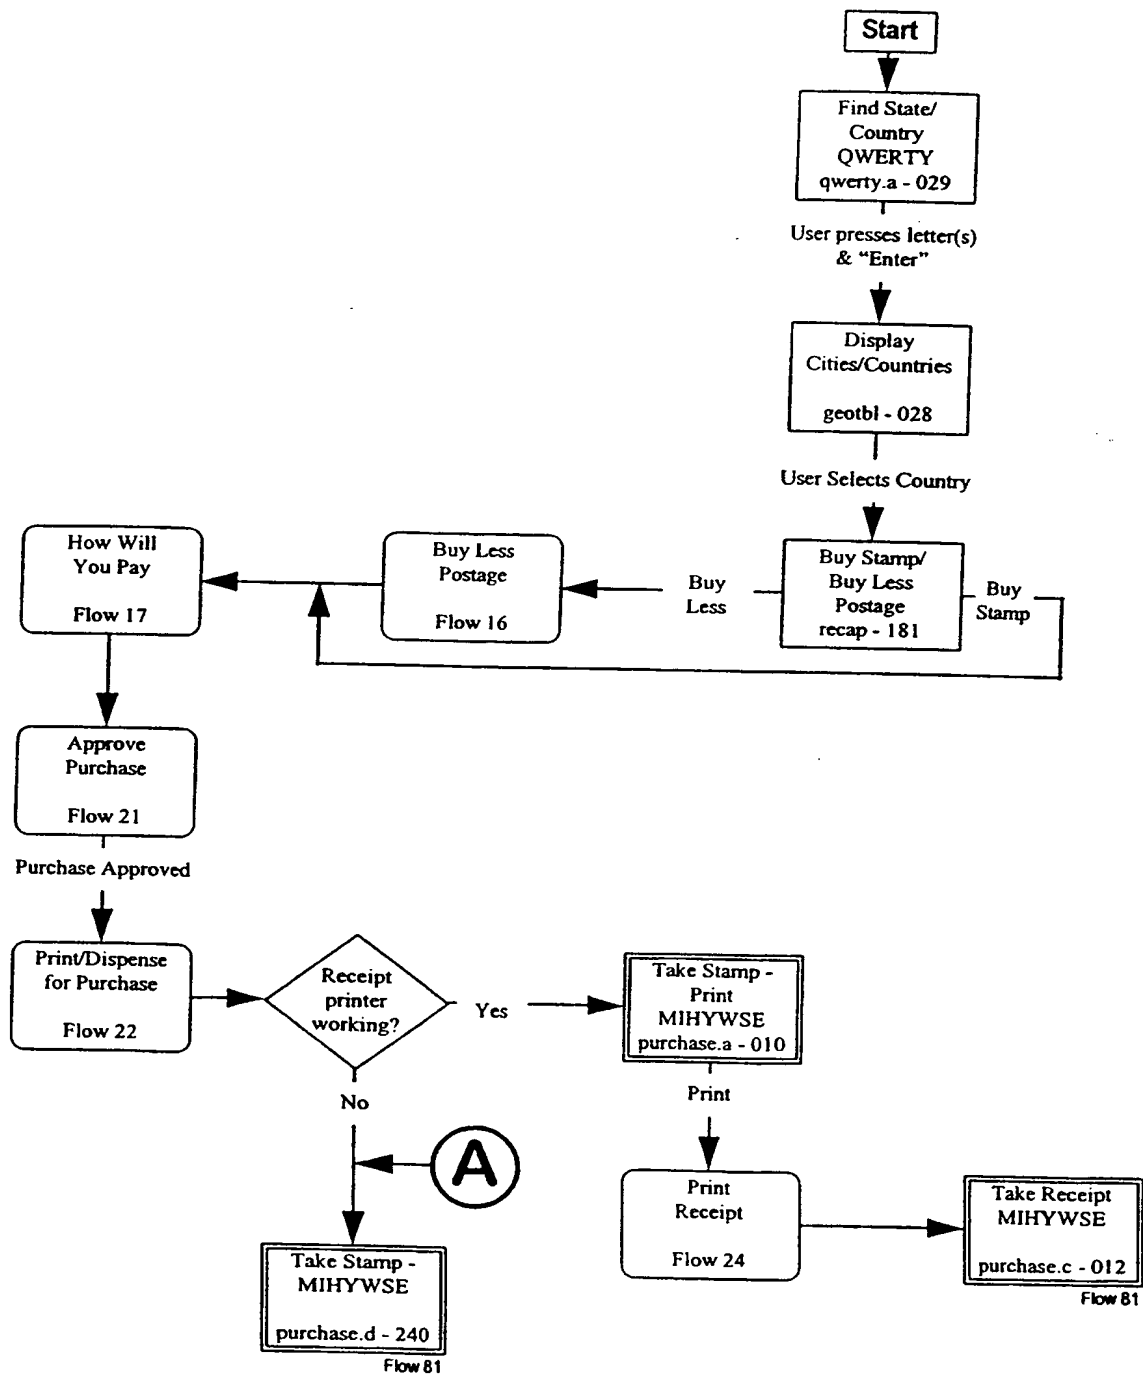 Start
Find State/
Country
QWERTY
qwerty.a - 029
User presses letter(s)
& “Enter”
Display
Cities/Countries
geotbl - 028
User Selects Country
How Will
You Pay
Flow 17
Buy Less
Postage
Flow 16
Buy
Less
Buy Stamp/
Buy Less
Postage
recap - 181
Buy
Stamp
Approve
Purchase
Flow 21
Purchase Approved
Print/Dispense
for Purchase
Flow 22
Receipt
printer
working?
Yes
Take Stamp -
Print
MIHYWSE
purchase.a - 010
No
Print
A
Print
Receipt
Flow 24
Take Receipt
MIHYWSE
purchase.c - 012
Flow 81
Take Stamp -
MIHYWSE
purchase.d - 240
Flow 81